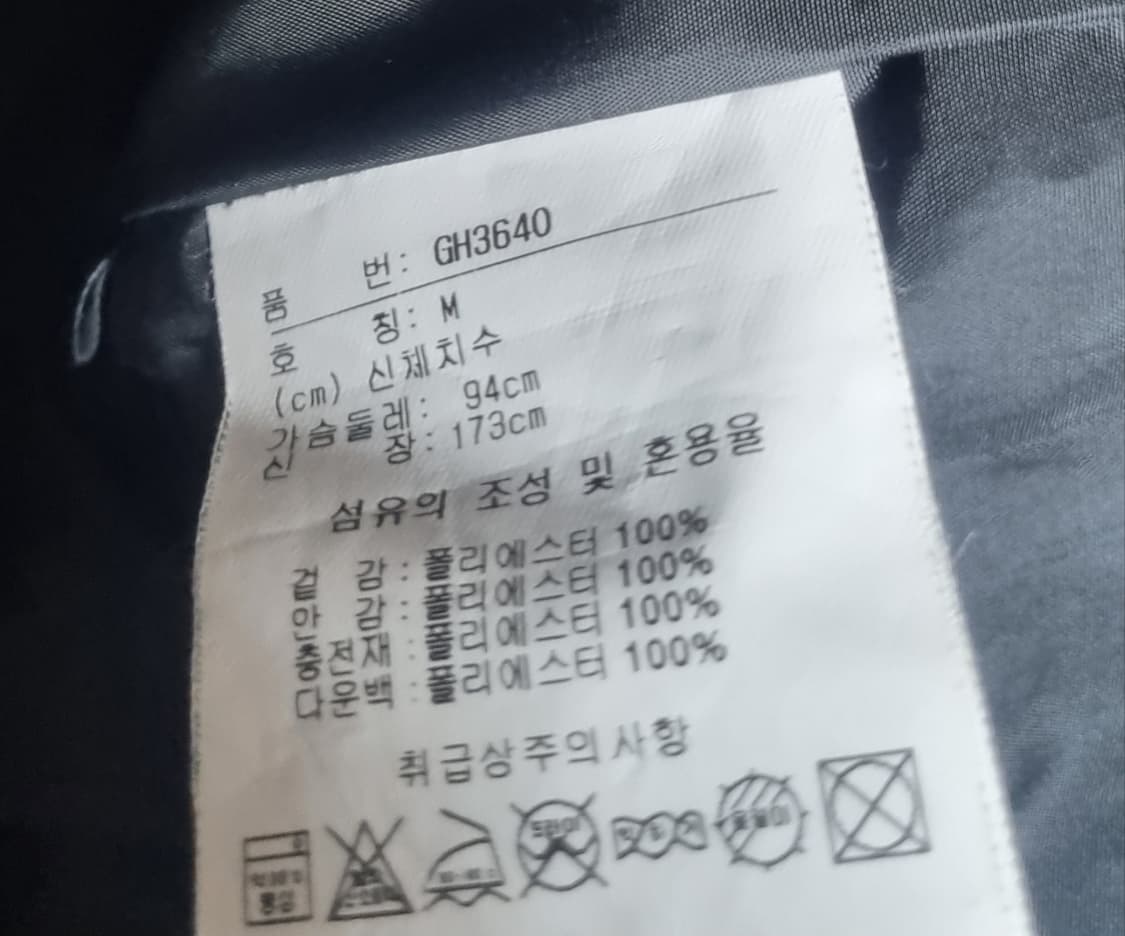 품 번: GH3640
호 칭: M
(cm) 신체치수
가슴둘레: 94cm
신 장: 173cm
섬유의 조성 및 혼용율
겉 감: 폴리에스터 100%
안 감: 폴리에스터 100%
충전재: 폴리에스터 100%
다운백: 폴리에스터 100%
취급상주의사항
드라이